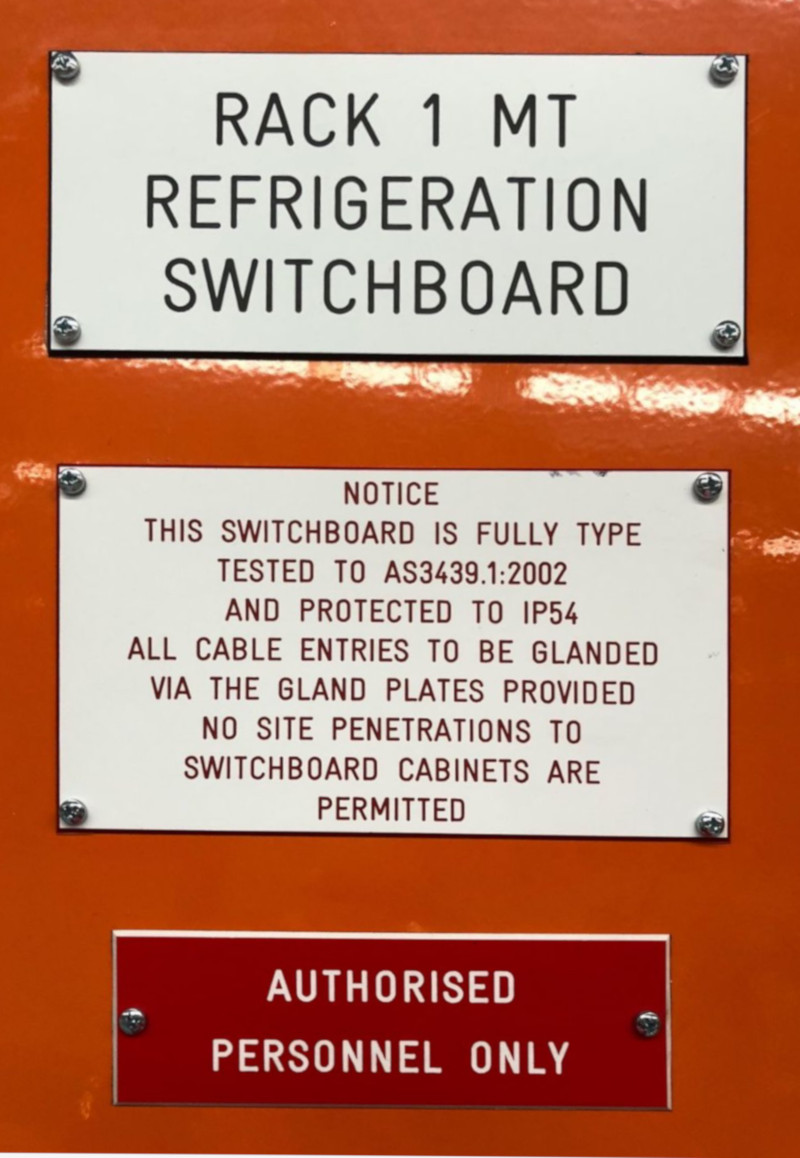 RACK 1 MT
REFRIGERATION
SWITCHBOARD
NOTICE
THIS SWITCHBOARD IS FULLY TYPE
TESTED TO AS3439.1:2002
AND PROTECTED TO IP54
ALL CABLE ENTRIES TO BE GLANDED
VIA THE GLAND PLATES PROVIDED
NO SITE PENETRATIONS TO
SWITCHBOARD CABINETS ARE
PERMITTED
AUTHORISED
PERSONNEL ONLY